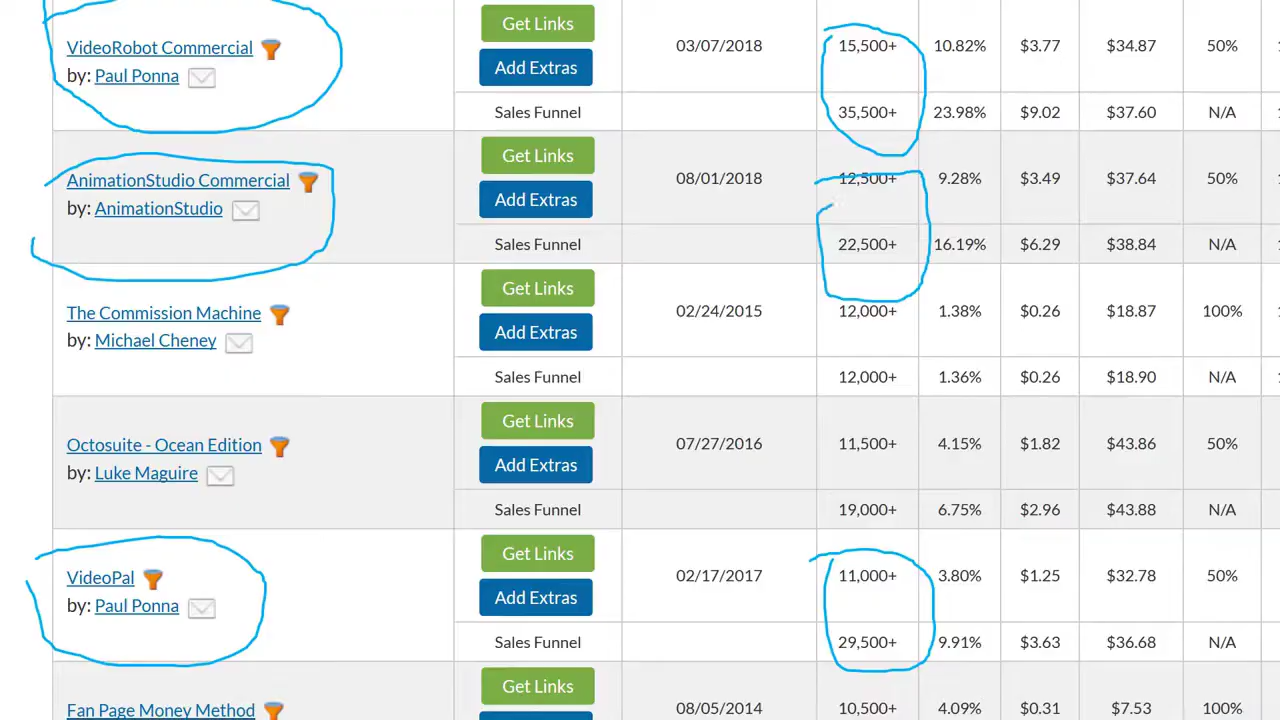 VideoRobot Commercial
by: Paul Ponna
Get Links
Add Extras
03/07/2018 15,500+ 10.82% $3.77 $34.87 50%
Sales Funnel 35,500+ 23.98% $9.02 $37.60 N/A
AnimationStudio Commercial
by: AnimationStudio
Get Links
Add Extras
08/01/2018 12,500+ 9.28% $3.49 $37.64 50%
Sales Funnel 22,500+ 16.19% $6.29 $38.84 N/A
The Commission Machine
by: Michael Cheney
Get Links
Add Extras
02/24/2015 12,000+ 1.38% $0.26 $18.87 100%
Sales Funnel 12,000+ 1.36% $0.26 $18.90 N/A
Octosuite - Ocean Edition
by: Luke Maguire
Get Links
Add Extras
07/27/2016 11,500+ 4.15% $1.82 $43.86 50%
Sales Funnel 19,000+ 6.75% $2.96 $43.88 N/A
VideoPal
by: Paul Ponna
Get Links
Add Extras
02/17/2017 11,000+ 3.80% $1.25 $32.78 50%
Sales Funnel 29,500+ 9.91% $3.63 $36.68 N/A
Fan Page Money Method
Get Links
08/05/2014 10,500+ 4.09% $0.31 $7.53 100%